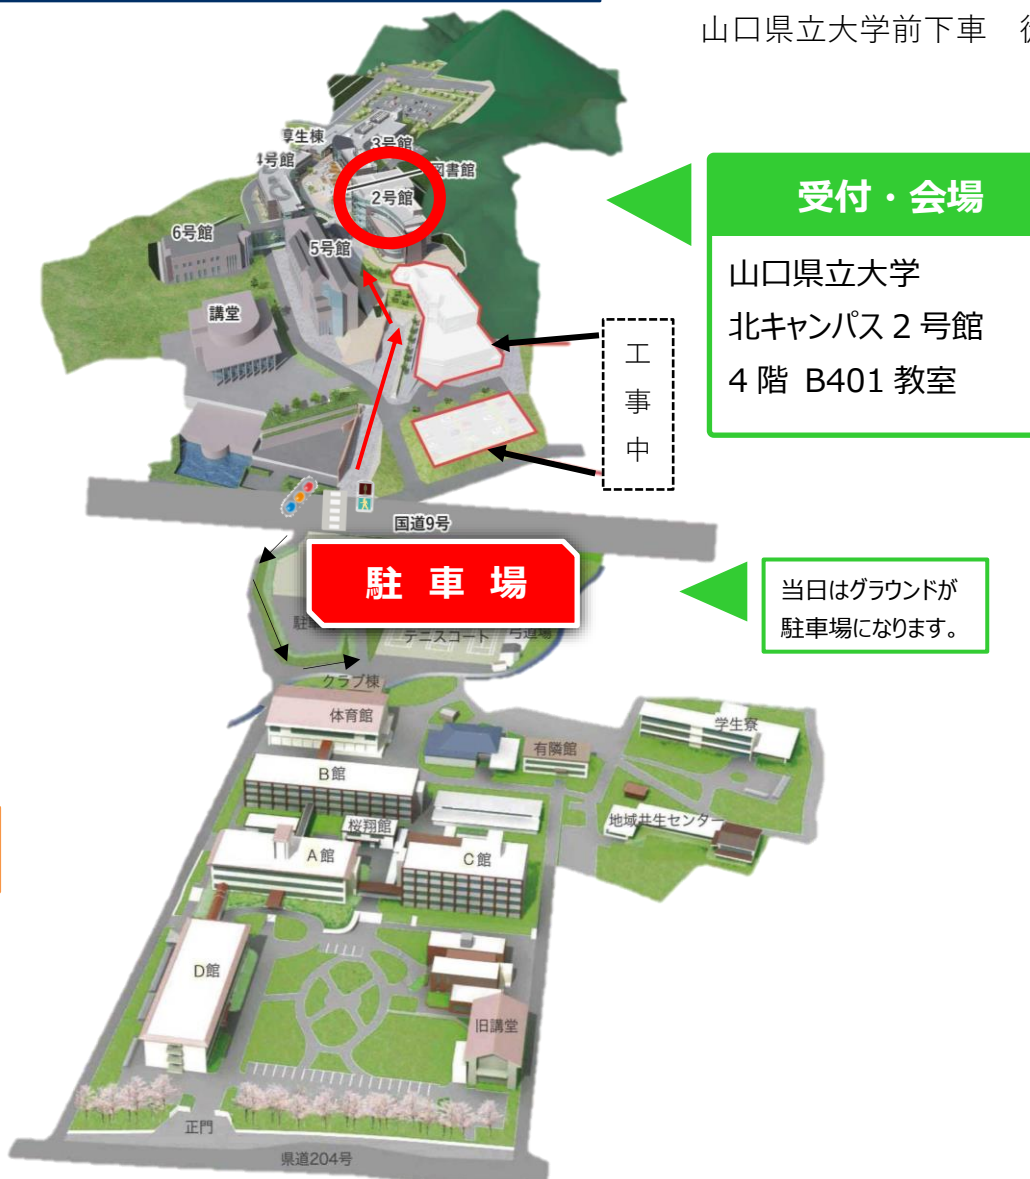 山口県立大学前下車
厚生棟
3号館
4号館
図書館
2号館
6号館
5号館
講堂
受付・会場
山口県立大学
北キャンパス2号館
4階 B401教室
工事中
国道9号
駐車場
当日はグラウンドが
駐車場になります。
テニスコート
弓道場
クラブ棟
体育館
学生寮
有隣館
B館
桜翔館
地域共生センター
A館
C館
D館
旧講堂
正門
県道204号